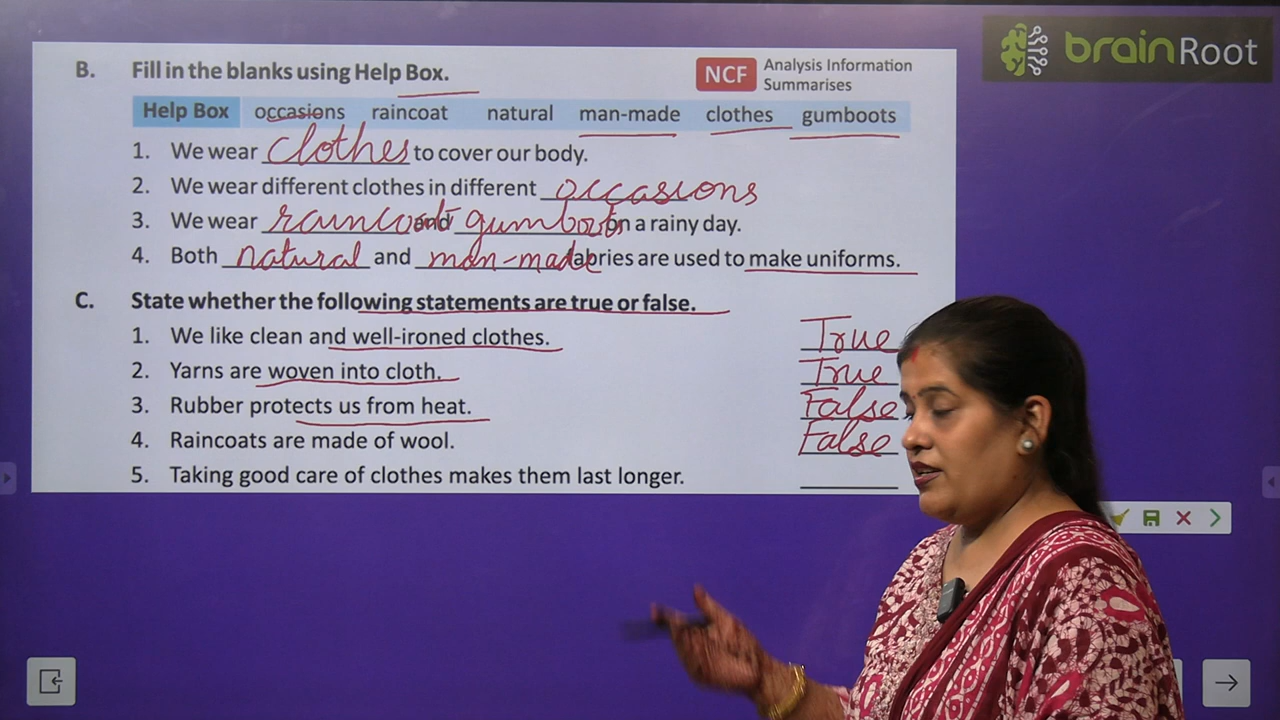 brainRoot
B. Fill in the blanks using Help Box.
NCF Analysis Information
Summarises
Help Box occasions raincoat natural man-made clothes gumboots
1. We wear clothes to cover our body.
2. We wear different clothes in different occasions
3. We wear raincoat and gumboots on a rainy day.
4. Both natural and man-made fabries are used to make uniforms.
C. State whether the following statements are true or false.
1. We like clean and well-ironed clothes. True
2. Yarns are woven into cloth. True
3. Rubber protects us from heat. False
4. Raincoats are made of wool. False
5. Taking good care of clothes makes them last longer.